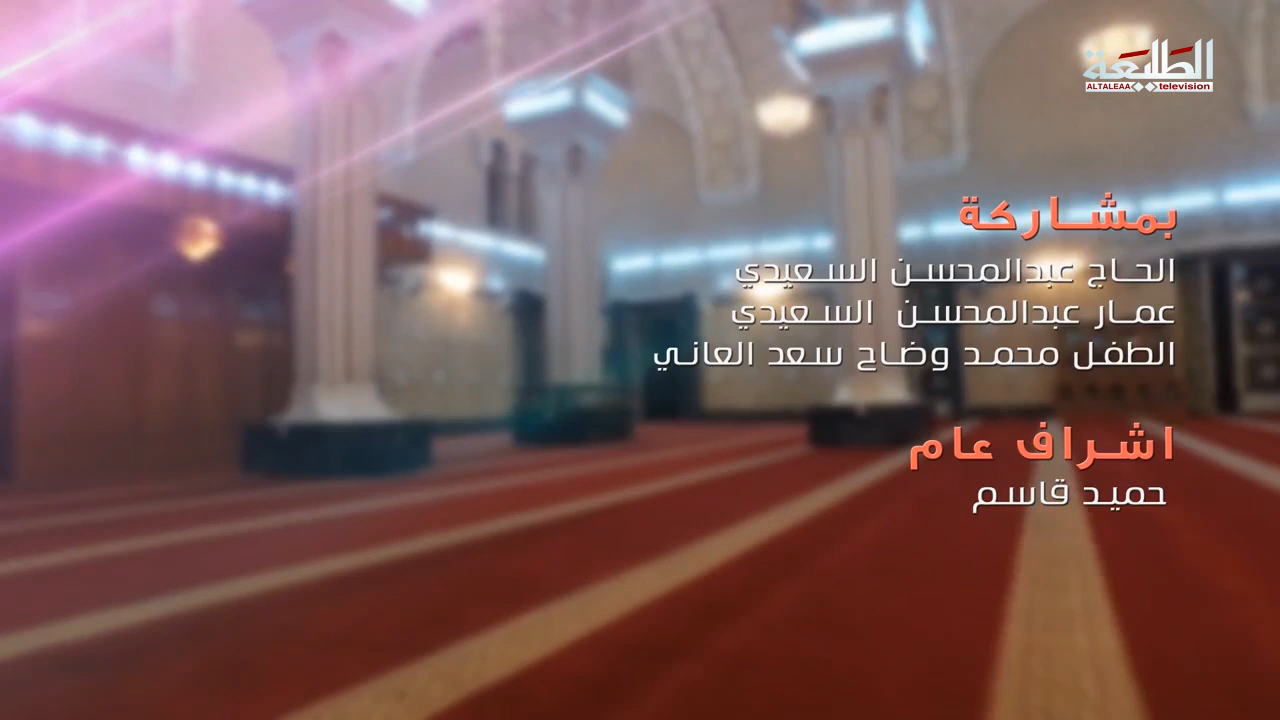 الطليعة
ALTALEAA television
بمشاركة
الحاج عبدالمحسن السعيدي
عمار عبدالمحسن السعيدي
الطفل محمد وضاح سعد العاني
اشراف عام
حميد قاسم